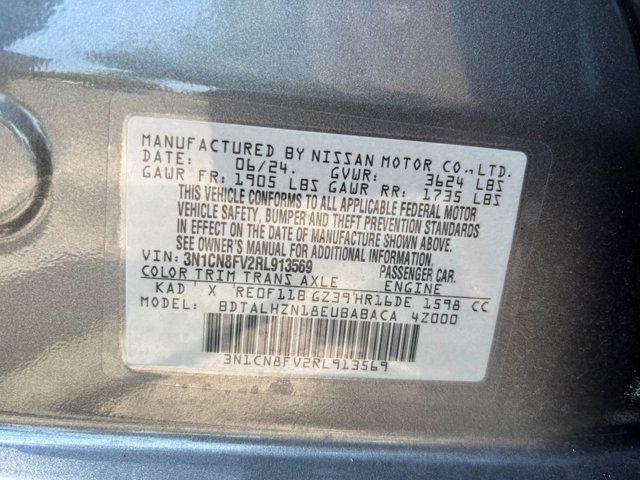 MANUFACTURED BY NISSAN MOTOR CO.,LTD.
DATE: 06/24. GVWR: 3624 LBS
GAWR FR: 1905 LBS GAWR RR: 1735 LBS
THIS VEHICLE CONFORMS TO ALL APPLICABLE FEDERAL MOTOR
VEHICLE SAFETY, BUMPER AND THEFT PREVENTION STANDARDS
IN EFFECT ON THE DATE OF MANUFACTURE SHOWN ABOVE.
SEE OWNER'S MANUAL FOR ADDITIONAL INFORMATION.
VIN: 3N1CN8FV2RL913569 PASSENGER CAR.
COLOR TRIM TRANS AXLE ENGINE
KAD ' X 'RE0F11B GZ39'HR16DE 1598 CC
MODEL: BDTALHZN18EUBABACA 4Z000
3N1CN8FV2RL913569